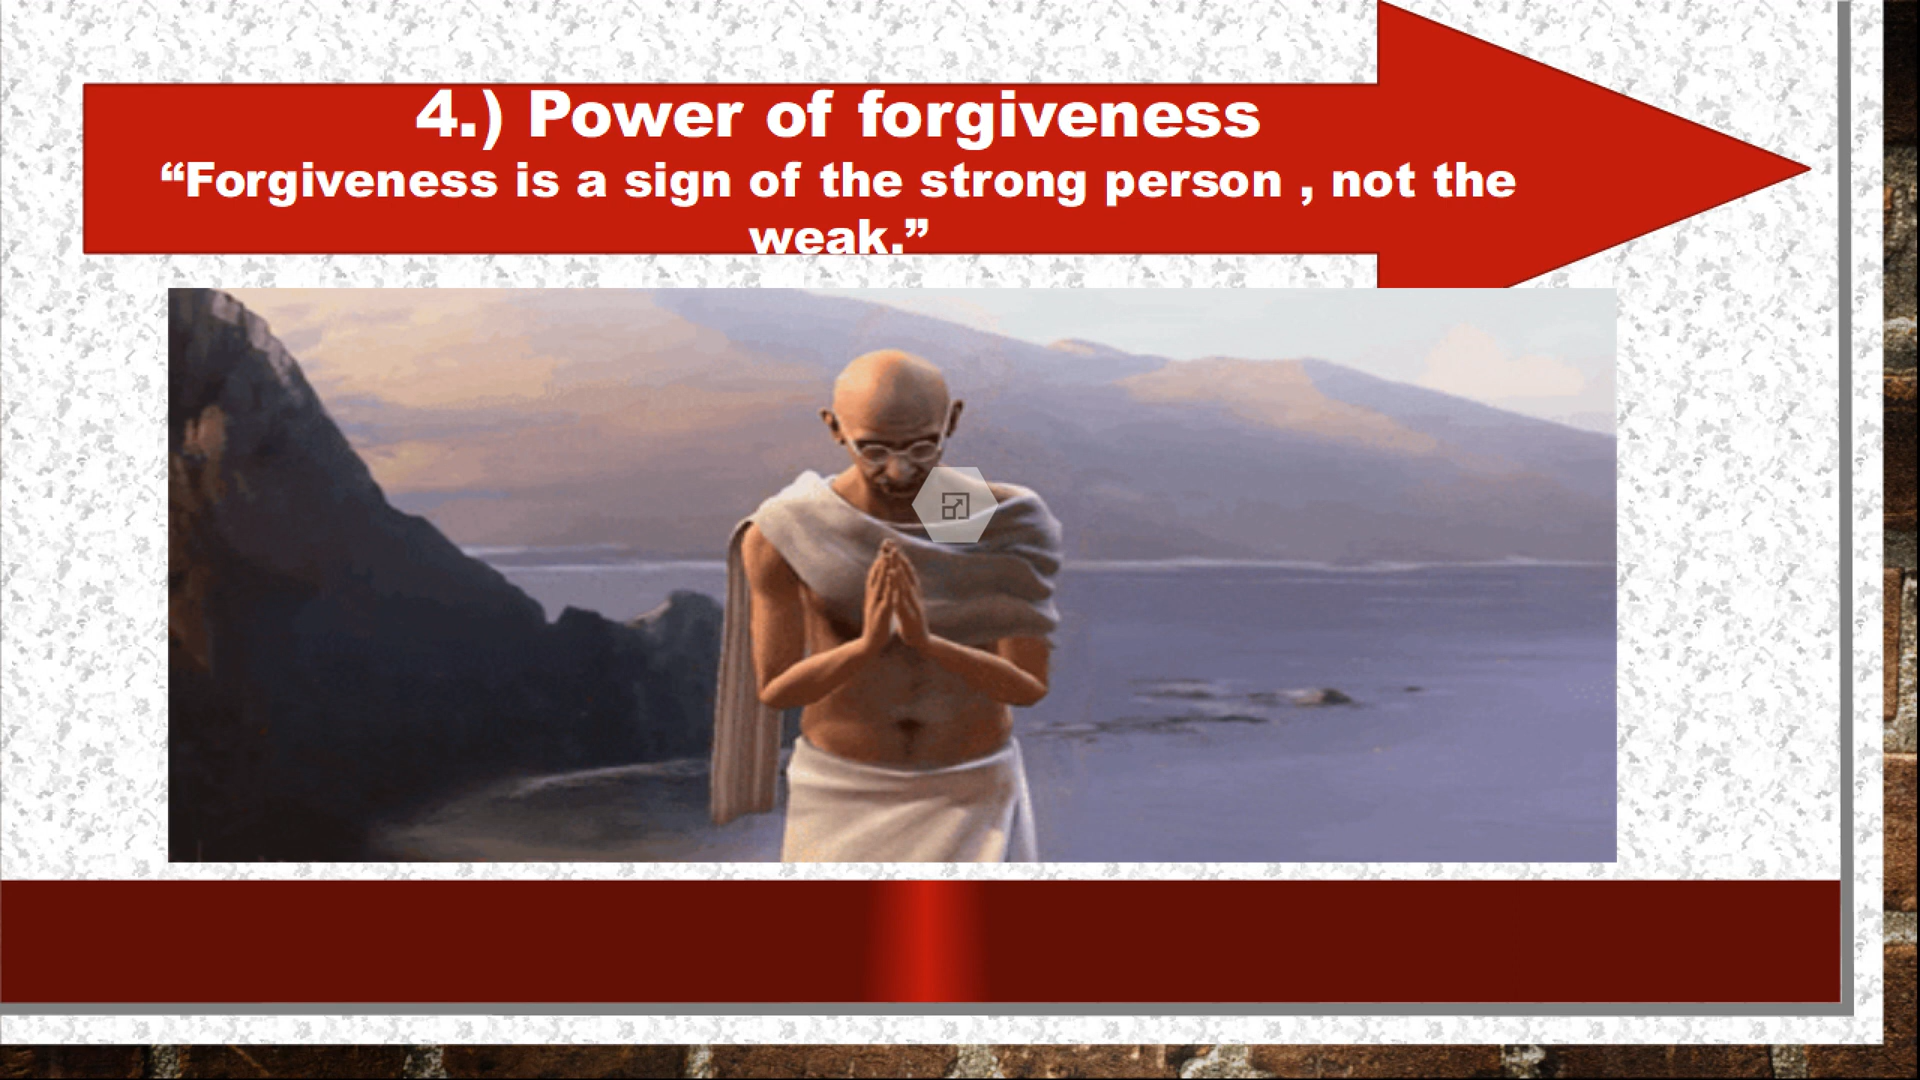 4.) Power of forgiveness
“Forgiveness is a sign of the strong person , not the
weak.”